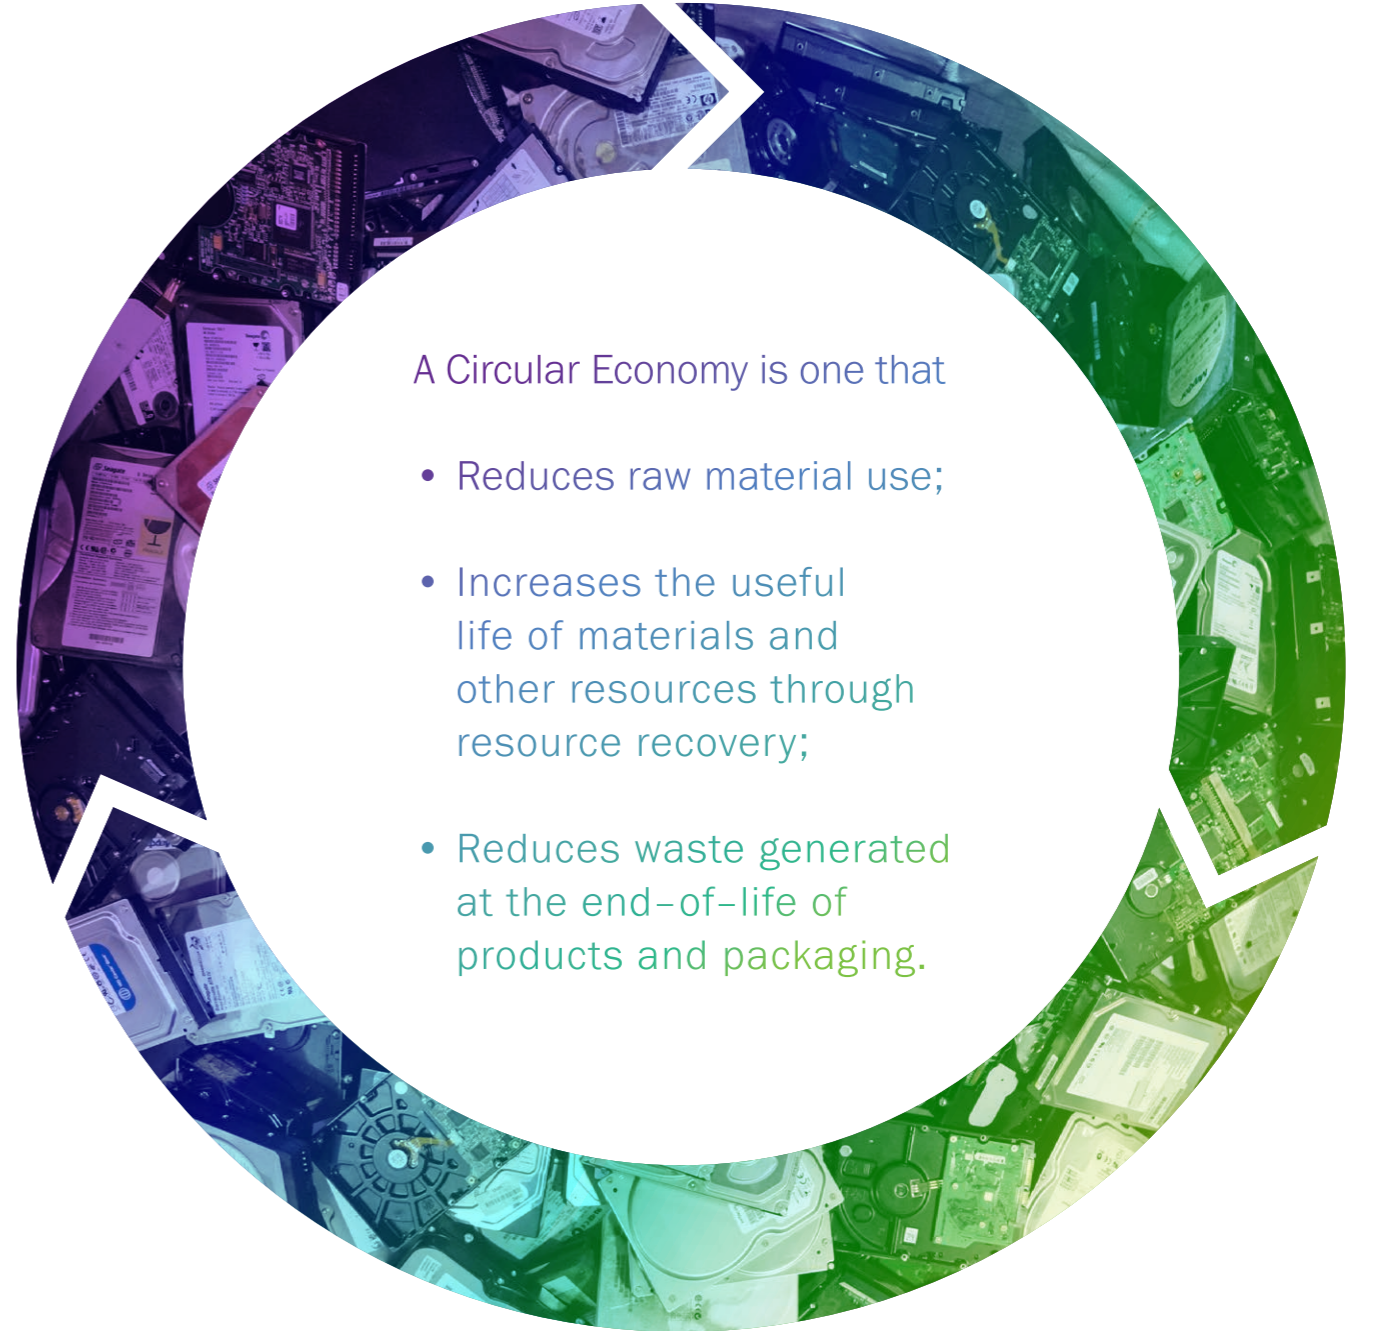 A Circular Economy is one that
• Reduces raw material use;
• Increases the useful
life of materials and
other resources through
resource recovery;
• Reduces waste generated
at the end–of–life of
products and packaging.
Seagate